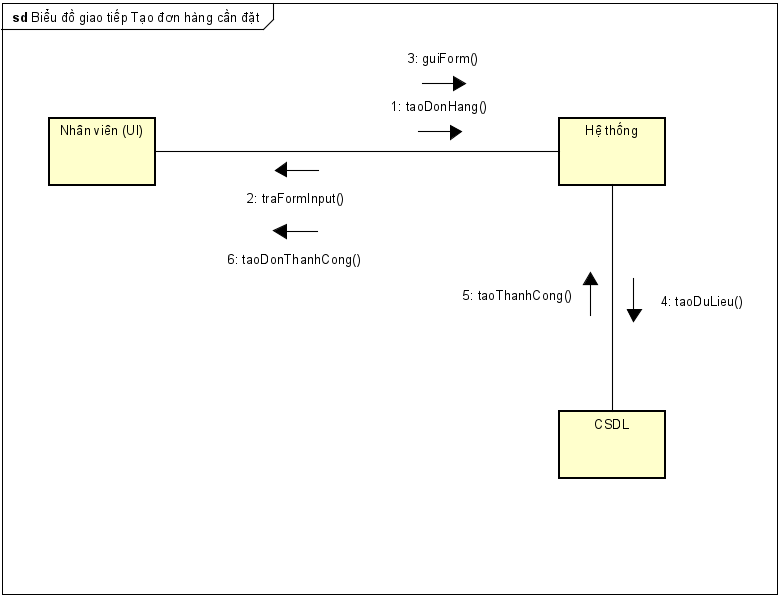 sd Biểu đồ giao tiếp Tạo đơn hàng cần đặt
3: guiForm()
1: taoDonHang()
Nhân viên (UI)
Hệ thống
2: traFormInput()
6: taoDonThanhCong()
5: taoThanhCong()
4: taoDuLieu()
CSDL